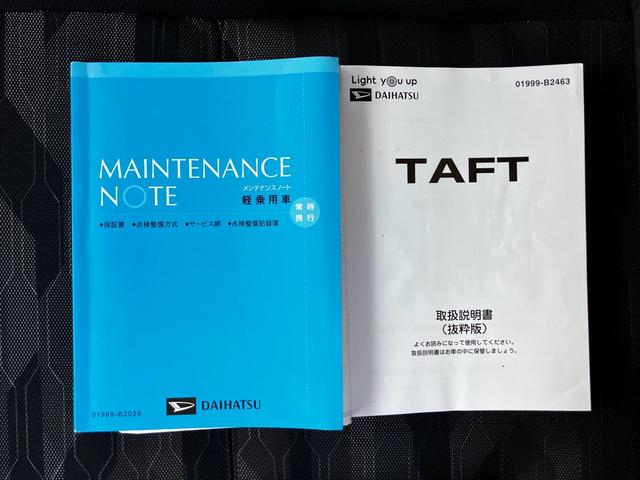 MAINTENANCE
NOTE
メンテナンスノート
軽乗用車
常時
携行
●保証書 ●点検整備方式 ●サービス網 ●点検整備記録簿
01989-B2029
DAIHATSU
Light you up
DAIHATSU
01999-B2463
TAFT
取扱説明書
（抜粋版）
よくお読みになって使用してください。
取扱説明書はお車の中に保管しましょう。